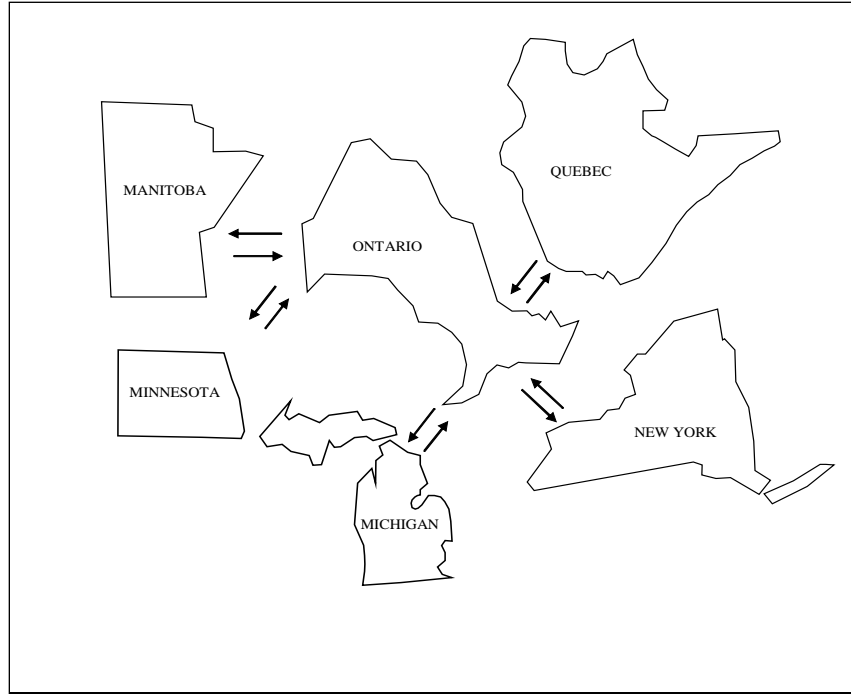 QUEBEC
MANITOBA
ONTARIO
MINNESOTA
NEW YORK
MICHIGAN